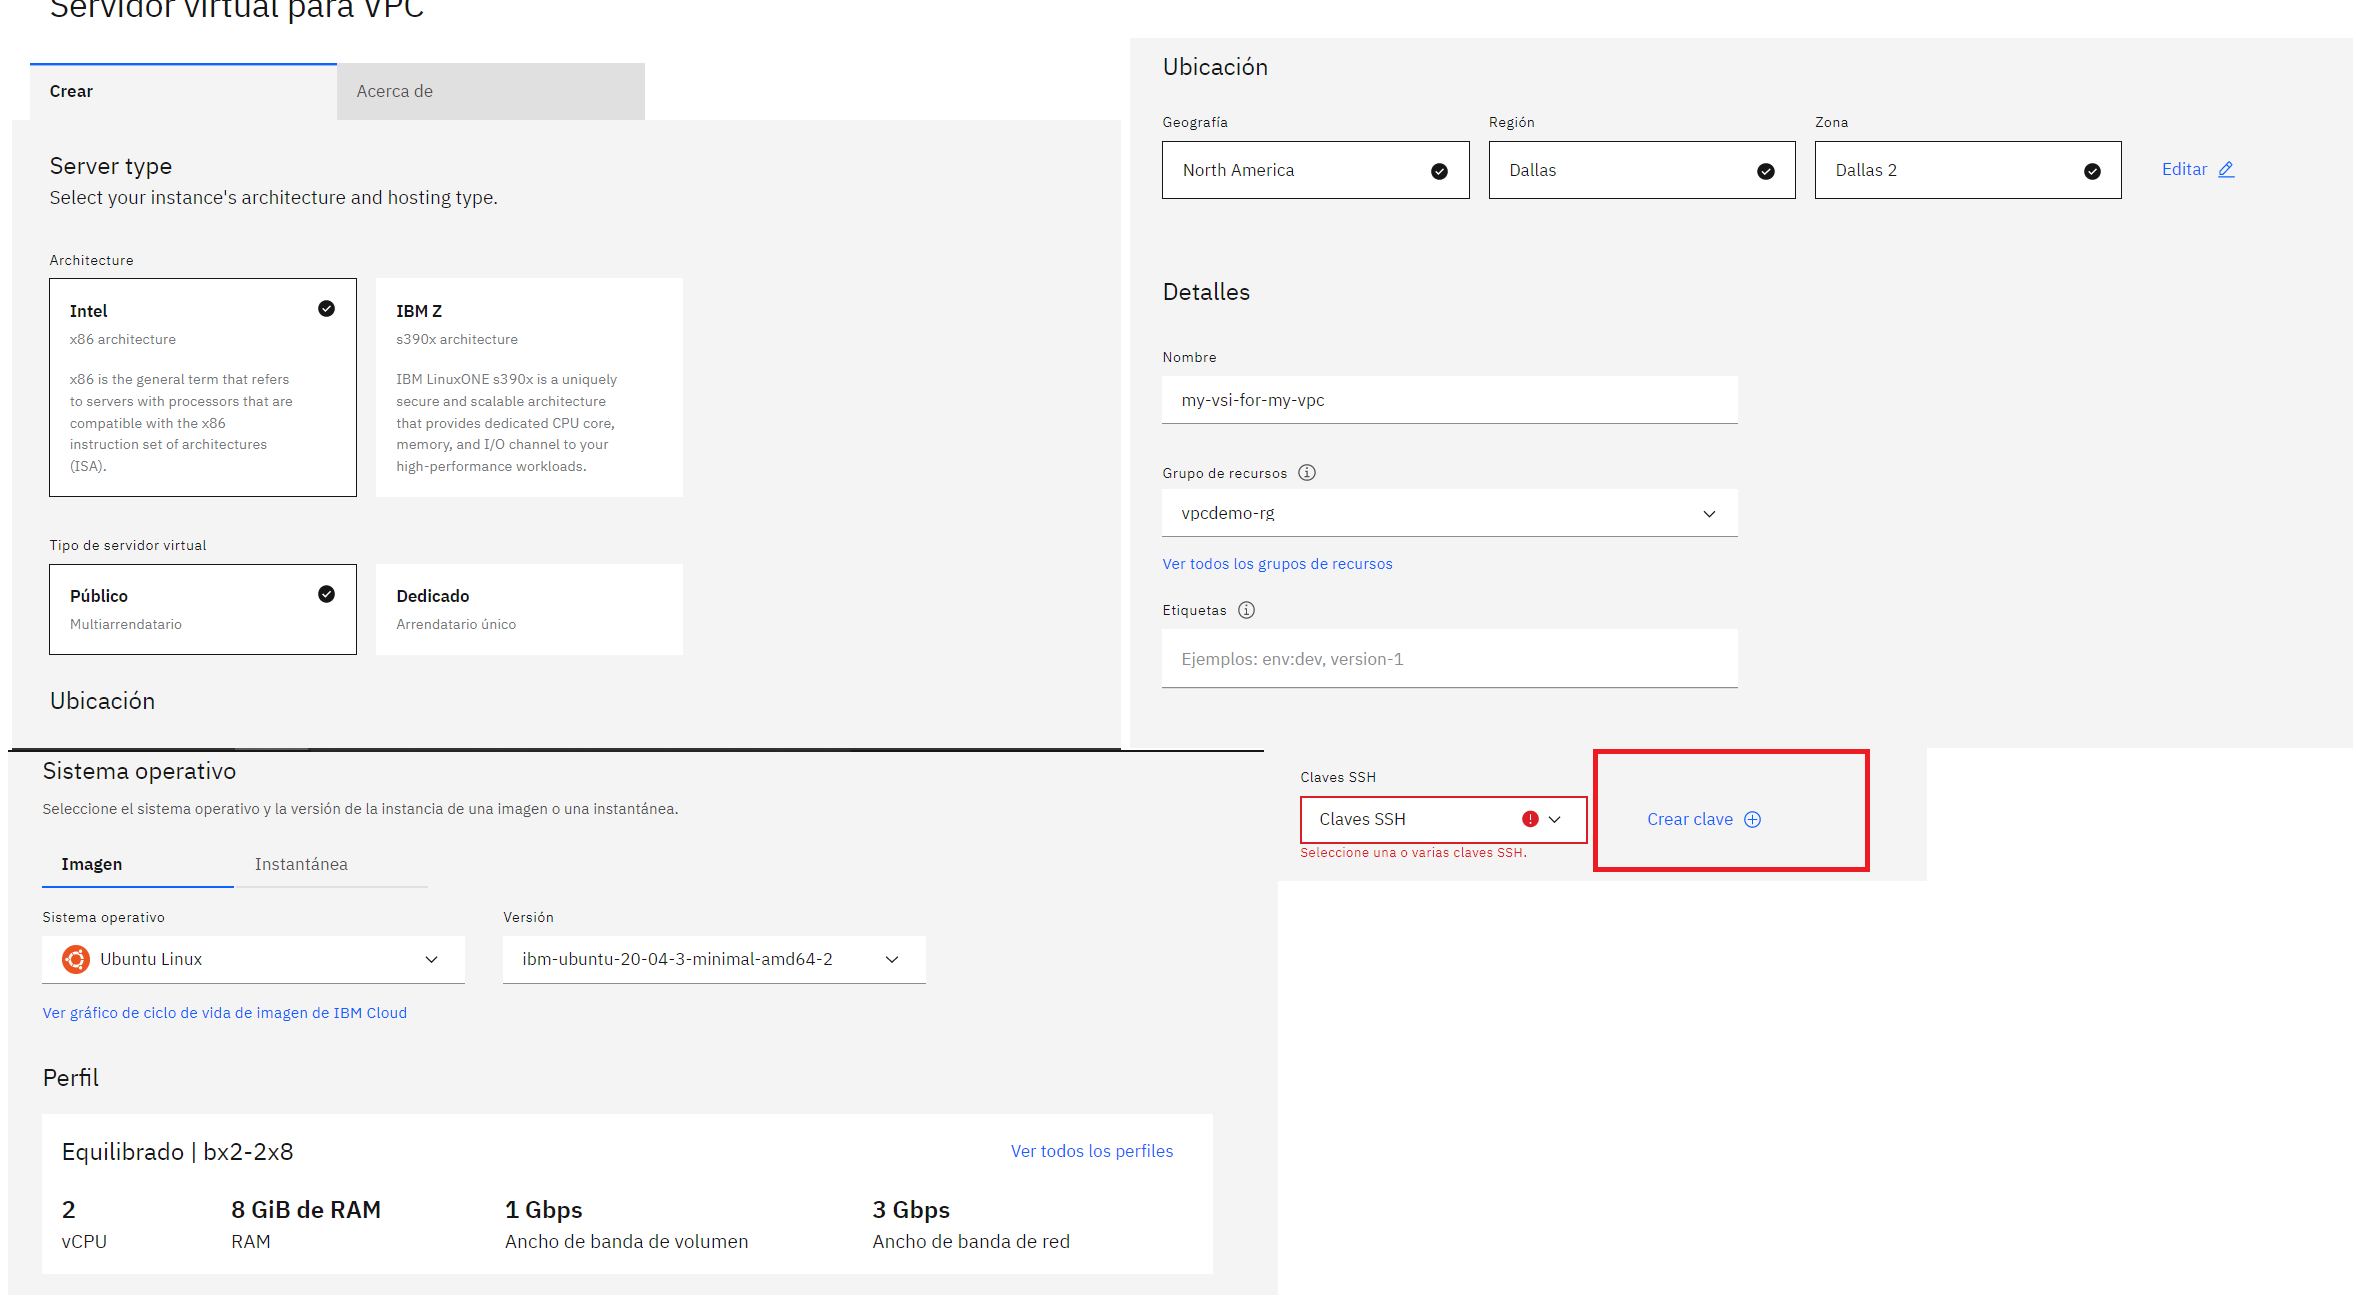 Servidor virtual para VPC
Crear
Acerca de
Server type
Select your instance's architecture and hosting type.
Architecture
Intel
x86 architecture
x86 is the general term that refers
to servers with processors that are
compatible with the x86
instruction set of architectures
(ISA).
IBM Z
s390x architecture
IBM LinuxONE s390x is a uniquely
secure and scalable architecture
that provides dedicated CPU core,
memory, and I/O channel to your
high-performance workloads.
Tipo de servidor virtual
Público
Multiarrendatario
Dedicado
Arrendatario único
Ubicación
Ubicación
Geografía
North America
Región
Dallas
Zona
Dallas 2
Editar
Detalles
Nombre
my-vsi-for-my-vpc
Grupo de recursos
vpcdemo-rg
Ver todos los grupos de recursos
Etiquetas
Ejemplos: env:dev, version-1
Sistema operativo
Seleccione el sistema operativo y la versión de la instancia de una imagen o una instantánea.
Imagen
Instantánea
Sistema operativo
Ubuntu Linux
Versión
ibm-ubuntu-20-04-3-minimal-amd64-2
Ver gráfico de ciclo de vida de imagen de IBM Cloud
Perfil
Equilibrado | bx2-2x8
Ver todos los perfiles
2
vCPU
8 GiB de RAM
RAM
1 Gbps
Ancho de banda de volumen
3 Gbps
Ancho de banda de red
Claves SSH
Claves SSH
Seleccione una o varias claves SSH.
Crear clave